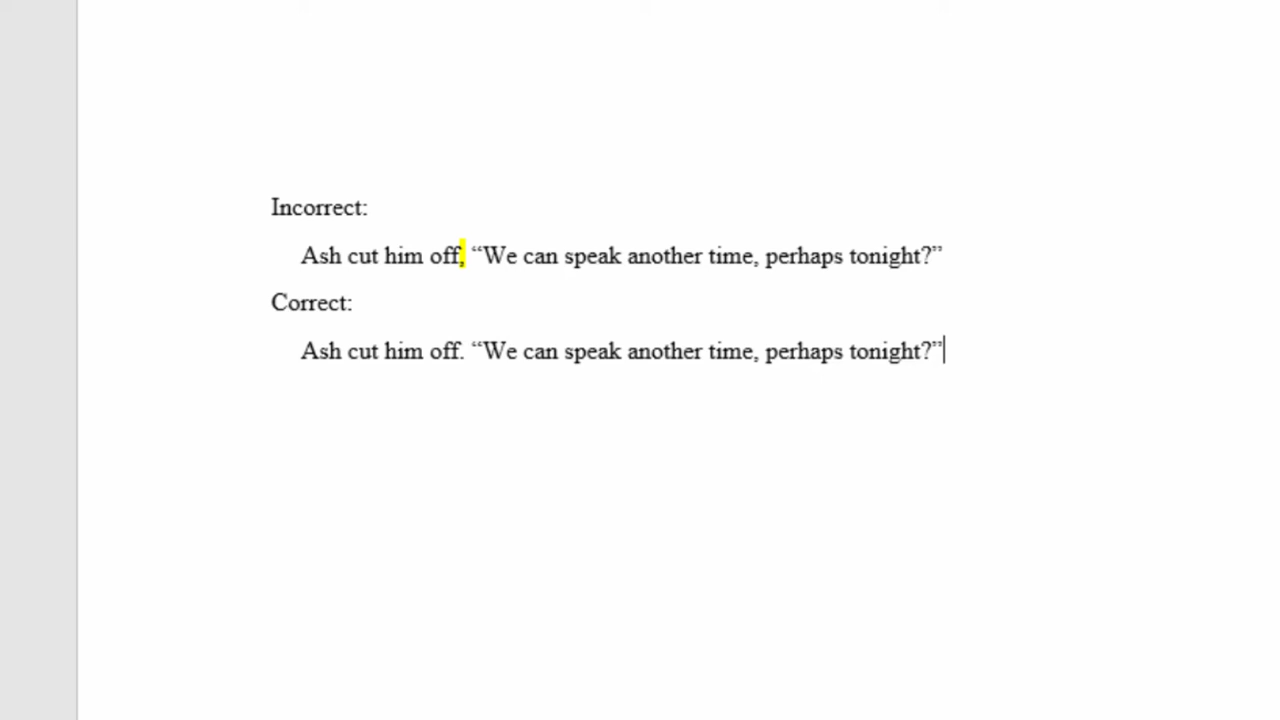 Incorrect:
Ash cut him off, “We can speak another time, perhaps tonight?”
Correct:
Ash cut him off. “We can speak another time, perhaps tonight?”